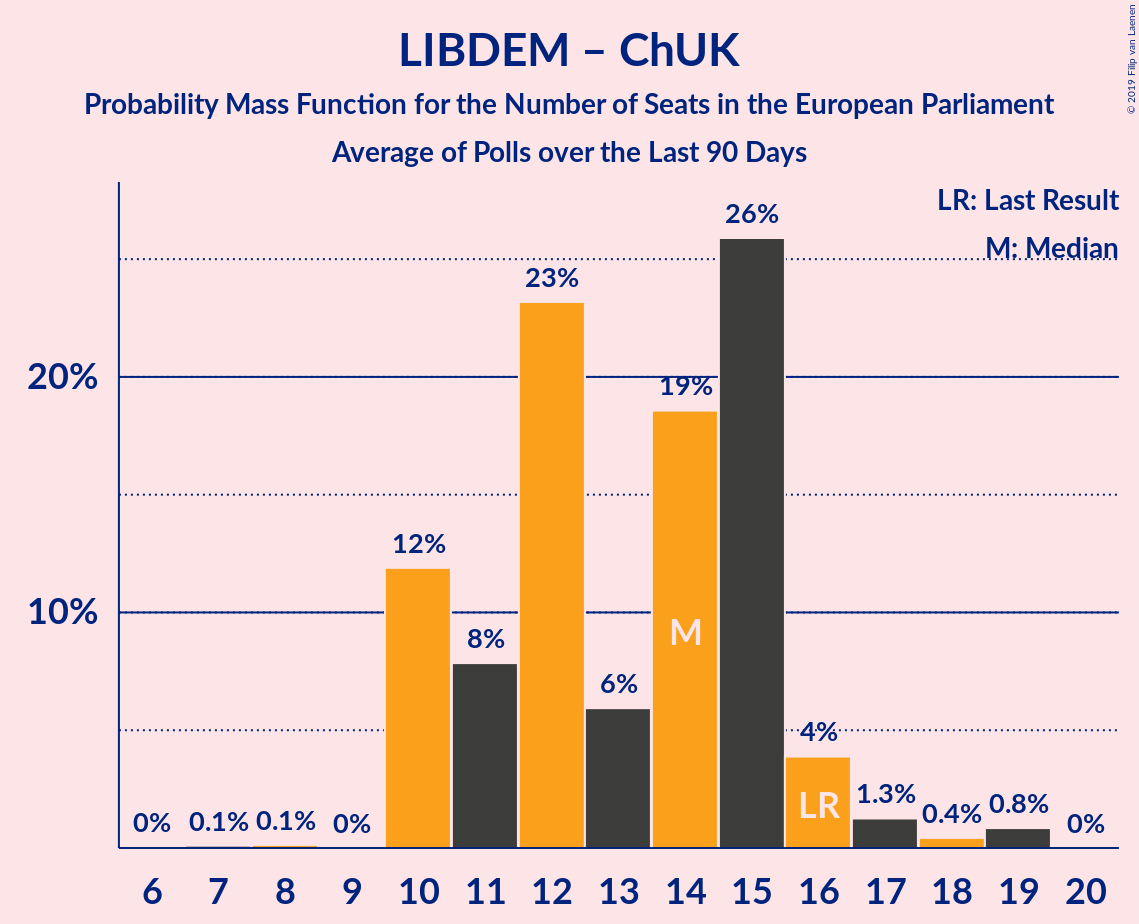 LIBDEM – ChUK
Probability Mass Function for the Number of Seats in the European Parliament
Average of Polls over the Last 90 Days
© 2019 Filip van Laenen
LR: Last Result
M: Median
26%
23%
20%
19%
12%
10%
M
8%
6%
4%
LR
1.3%
0.8%
0.4%
0%
0.1%
0.1%
0%
0%
6 7 8 9 10 11 12 13 14 15 16 17 18 19 20